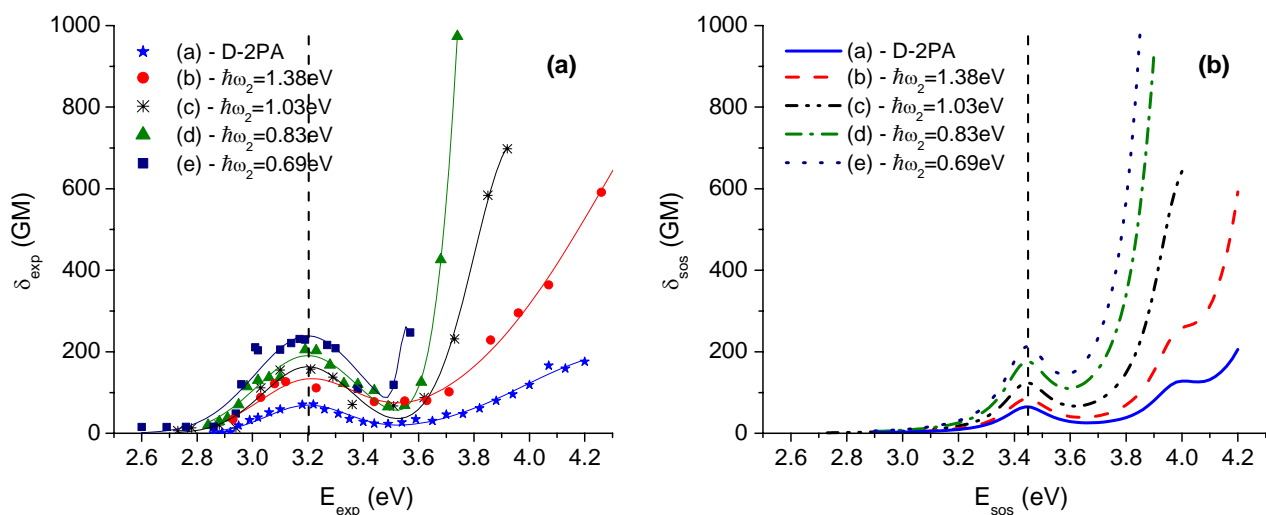 1000
800
600
400
200
0
δexp (GM)
(a) - D-2PA
(b) - ℏω2=1.38eV
(c) - ℏω2=1.03eV
(d) - ℏω2=0.83eV
(e) - ℏω2=0.69eV
(a)
2.6 2.8 3.0 3.2 3.4 3.6 3.8 4.0 4.2
Eexp (eV)
1000
800
600
400
200
0
δsos (GM)
(a) - D-2PA
(b) - ℏω2=1.38eV
(c) - ℏω2=1.03eV
(d) - ℏω2=0.83eV
(e) - ℏω2=0.69eV
(b)
2.6 2.8 3.0 3.2 3.4 3.6 3.8 4.0 4.2
Esos (eV)